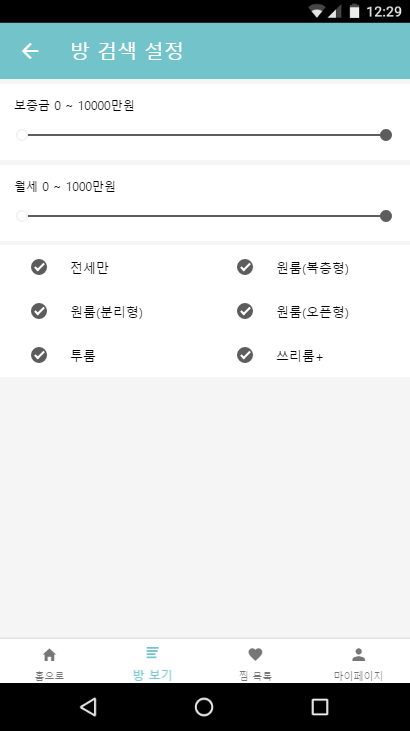 12:29
방 검색 설정
보증금 0 ~ 10000만원
월세 0 ~ 1000만원
전세만 원룸(복층형)
원룸(분리형) 원룸(오픈형)
투룸 쓰리룸+
홈으로 방 보기 찜 목록 마이페이지